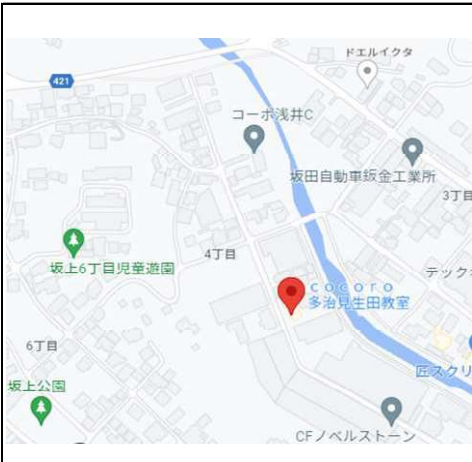 ドエルイクタ
421
コーポ浅井C
坂田自動車鈑金工業所
3丁目
坂上6丁目児童遊園
4丁目
テック
cocoro
多治見生田教室
6丁目
匠スクリ
坂上公園
CFノベルストーン